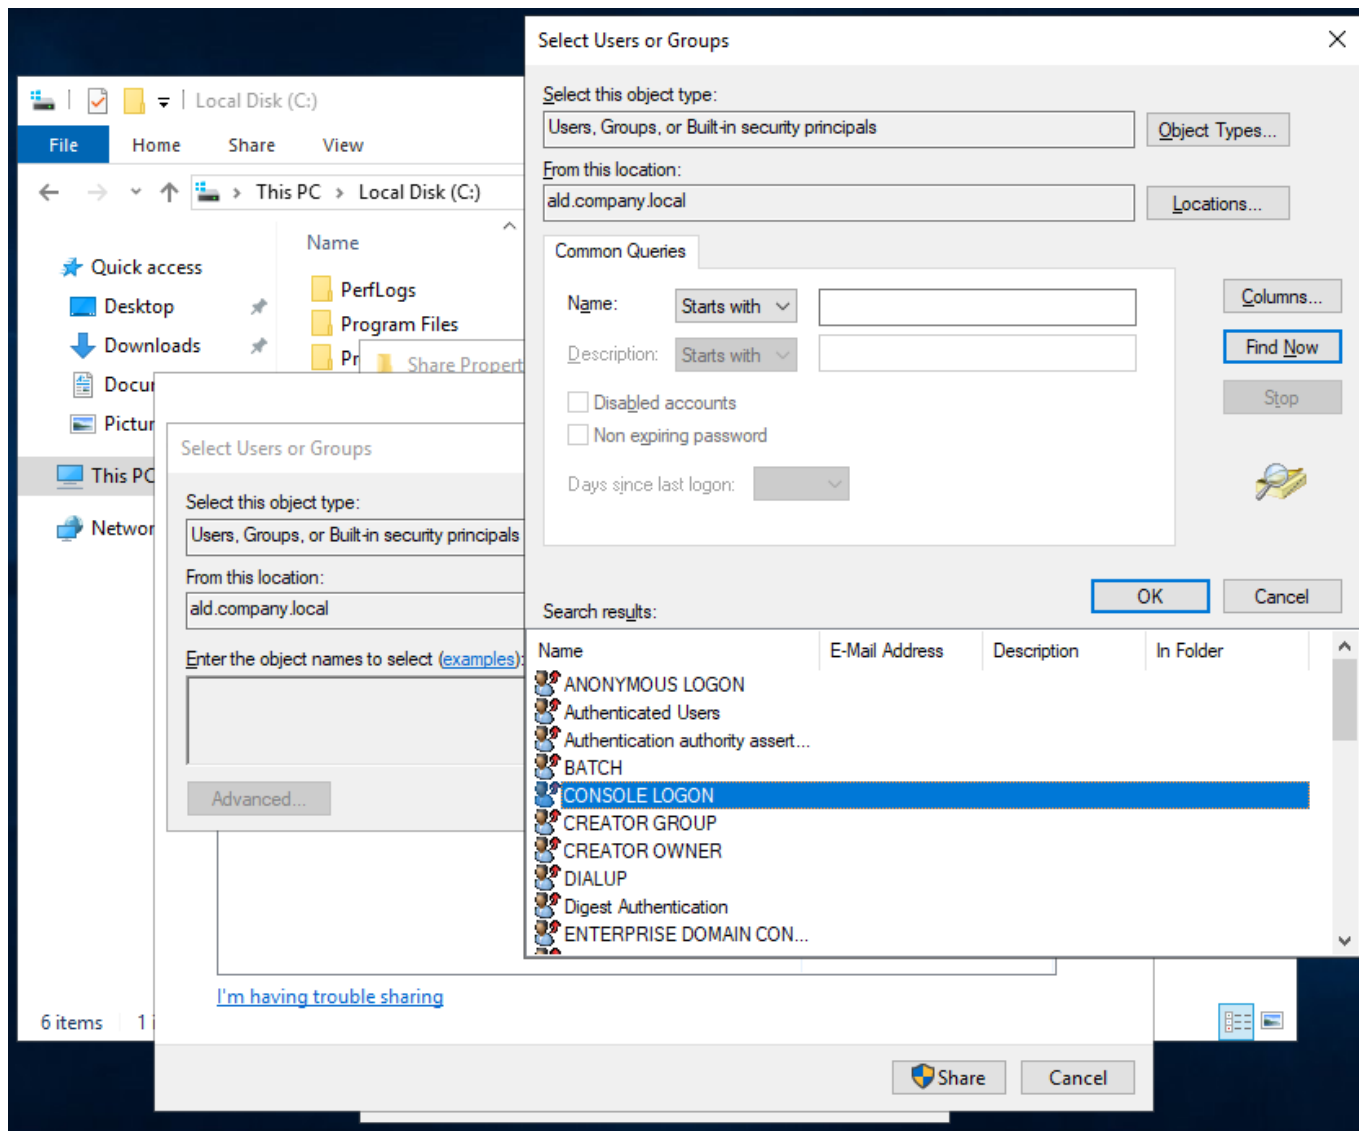 Local Disk (C:)
File Home Share View
This PC > Local Disk (C:)
Quick access
Desktop
Downloads
Docu
Pictur
This PC
Networ
Name
PerfLogs
Program Files
Pr
Share Propert
6 items 1 i
Select Users or Groups
Select this object type:
Users, Groups, or Built-in security principals
From this location:
ald.company.local
Enter the object names to select (examples):
Advanced...
I'm having trouble sharing
Share Cancel
Select Users or Groups
Select this object type:
Users, Groups, or Built-in security principals Object Types...
From this location:
ald.company.local Locations...
Common Queries
Name: Starts with
Description: Starts with
Disabled accounts
Non expiring password
Days since last logon:
Columns...
Find Now
Stop
OK Cancel
Search results:
Name E-Mail Address Description In Folder
ANONYMOUS LOGON
Authenticated Users
Authentication authority assert...
BATCH
CONSOLE LOGON
CREATOR GROUP
CREATOR OWNER
DIALUP
Digest Authentication
ENTERPRISE DOMAIN CON...